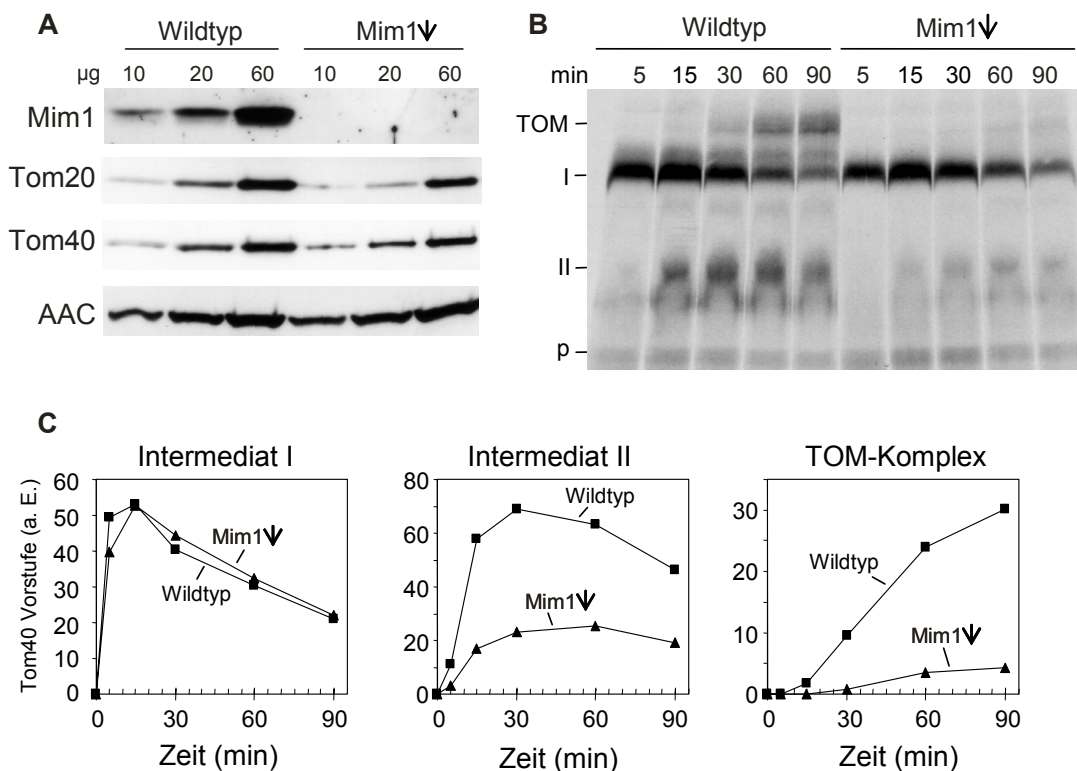 A
Wildtyp Mim1↓
µg 10 20 60 10 20 60
Mim1
Tom20
Tom40
AAC
B
Wildtyp Mim1↓
min 5 15 30 60 90 5 15 30 60 90
TOM
I
II
p
C
Intermediat I
Tom40 Vorstufe (a. E.)
60
50
40
30
20
10
0
Mim1↓
Wildtyp
0 30 60 90
Zeit (min)
Intermediat II
80
60
40
20
0
Wildtyp
Mim1↓
0 30 60 90
Zeit (min)
TOM-Komplex
30
20
10
0
Wildtyp
Mim1↓
0 30 60 90
Zeit (min)